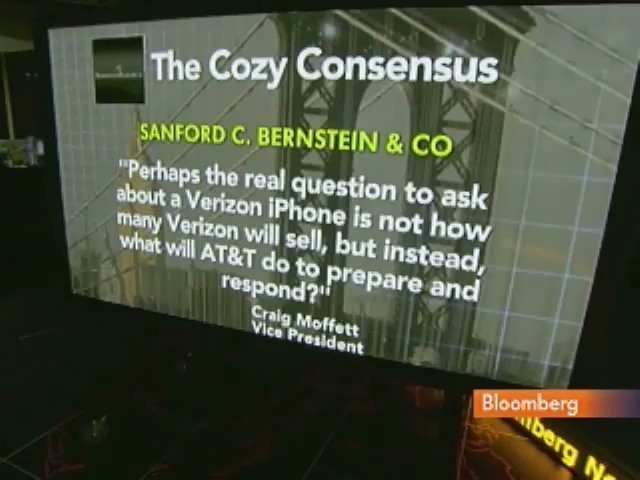 The Cozy Consensus
SANFORD C. BERNSTEIN & CO
"Perhaps the real question to ask
about a Verizon iPhone is not how
many Verizon will sell, but instead,
what will AT&T do to prepare and
respond?"
Craig Moffett
Vice President
Bloomberg